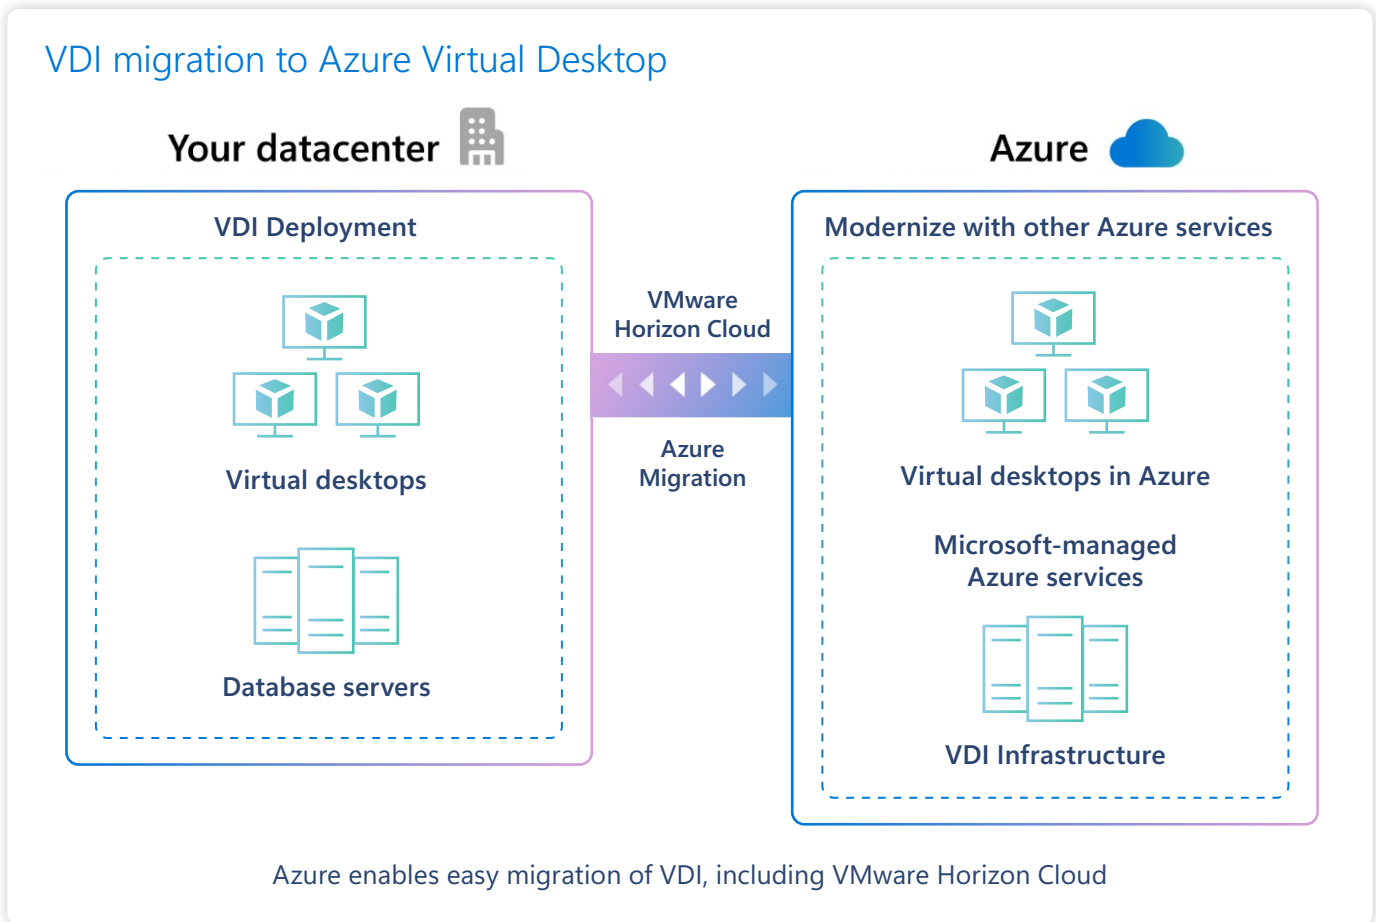 VDI migration to Azure Virtual Desktop
Your datacenter
VDI Deployment
Virtual desktops
Database servers
VMware
Horizon Cloud
Azure
Migration
Azure
Modernize with other Azure services
Virtual desktops in Azure
Microsoft-managed
Azure services
VDI Infrastructure
Azure enables easy migration of VDI, including VMware Horizon Cloud